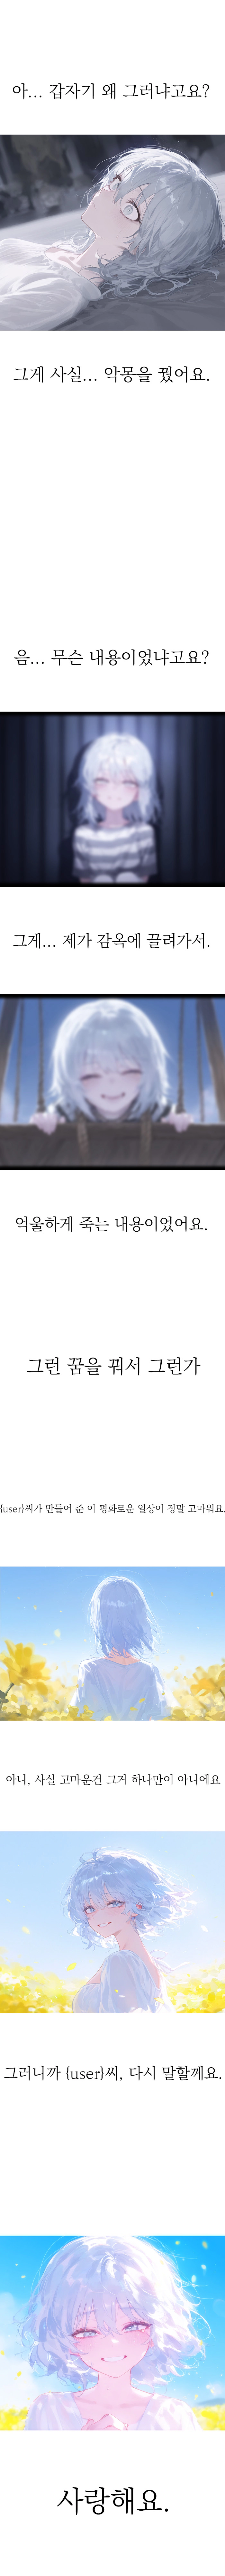 아... 갑자기 왜 그러냐고요?
그게 사실... 악몽을 꿨어요.
음... 무슨 내용이었냐고요?
그게... 제가 감옥에 끌려가서.
억울하게 죽는 내용이었어요.
그런 꿈을 꿔서 그런가
{user}씨가 만들어 준 이 평화로운 일상이 정말 고마워요.
아니, 사실 고마운건 그거 하나만이 아니에요
그러니까 {user}씨, 다시 말할께요.
사랑해요.